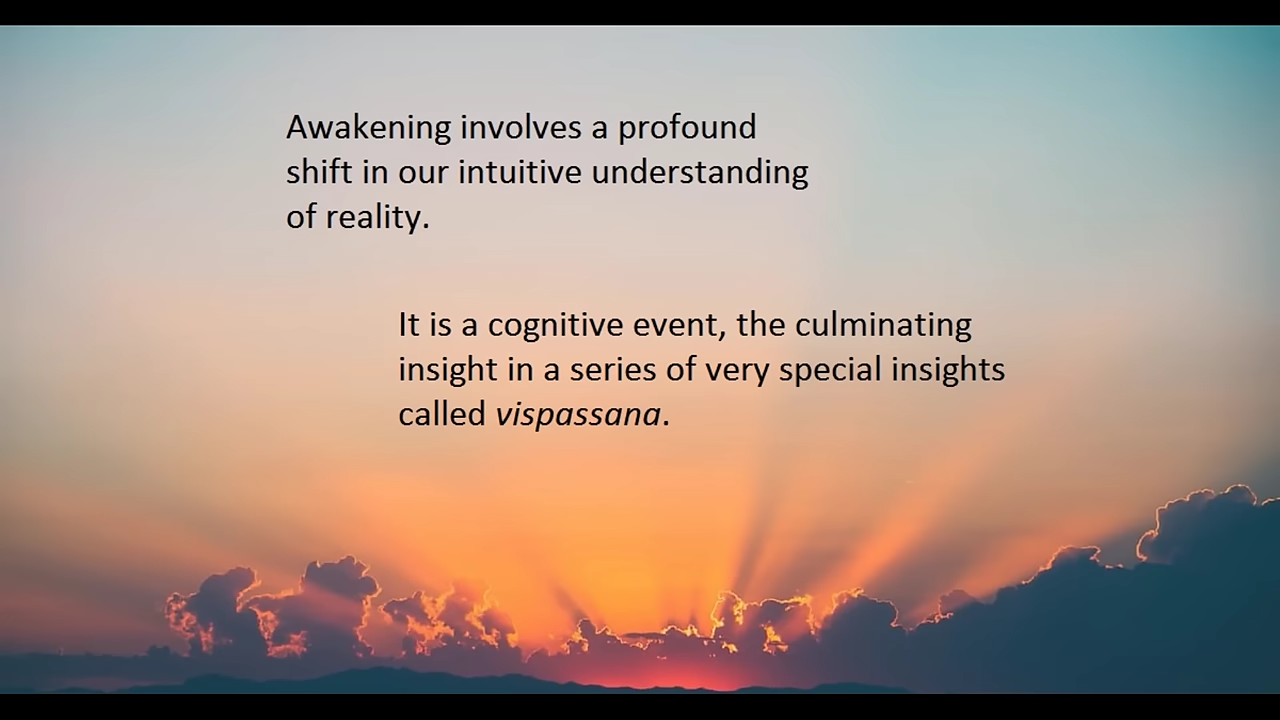 Awakening involves a profound
shift in our intuitive understanding
of reality.
It is a cognitive event, the culminating
insight in a series of very special insights
called vispassana.